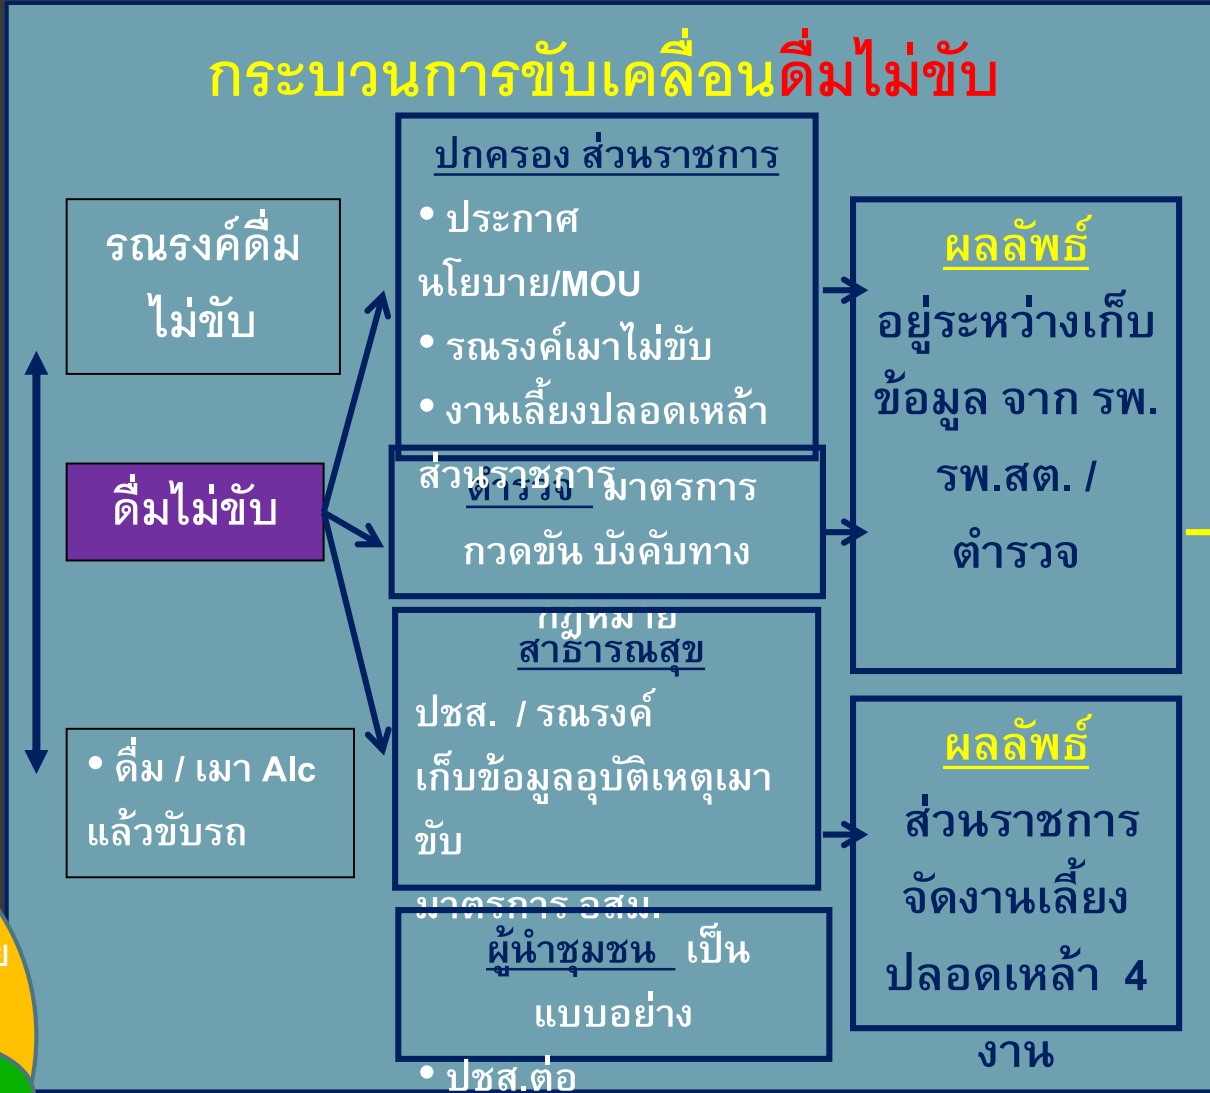 กระบวนการขับเคลื่อนดื่มไม่ขับ
รณรงค์ดื่ม
ไม่ขับ
ดื่มไม่ขับ
• ดื่ม / เมา Alc
แล้วขับรถ
ปกครอง ส่วนราชการ
• ประกาศ
นโยบาย/MOU
• รณรงค์เมาไม่ขับ
• งานเลี้ยงปลอดเหล้า
ส่วนราชการ
ตำรวจ มาตรการ
กวดขัน บังคับทาง
กฎหมาย
สาธารณสุข
ปชส. / รณรงค์
เก็บข้อมูลอุบัติเหตุเมา
ขับ
มาตรการ อสม.
ผู้นำชุมชน เป็น
แบบอย่าง
• ปชส.ต่อ
ผลลัพธ์
อยู่ระหว่างเก็บ
ข้อมูล จาก รพ.
รพ.สต. /
ตำรวจ
ผลลัพธ์
ส่วนราชการ
จัดงานเลี้ยง
ปลอดเหล้า 4
งาน